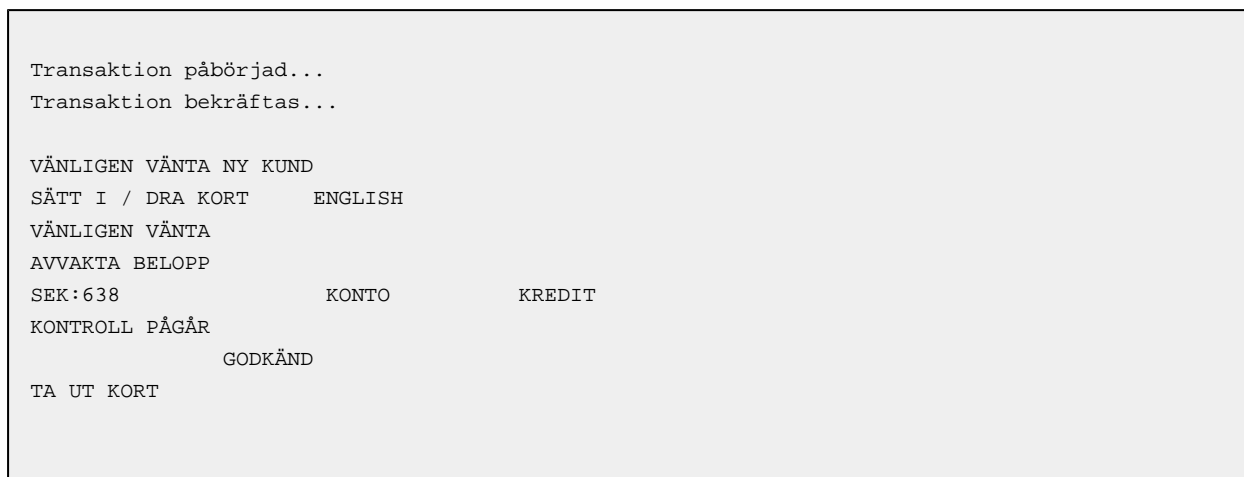 Transaktion påbörjad...
Transaktion bekräftas...
VÄNLIGEN VÄNTA NY KUND
SÄTT I / DRA KORT     ENGLISH
VÄNLIGEN VÄNTA
AVVAKTA BELOPP
SEK:638                KONTO          KREDIT
KONTROLL PÅGÅR
GODKÄND
TA UT KORT